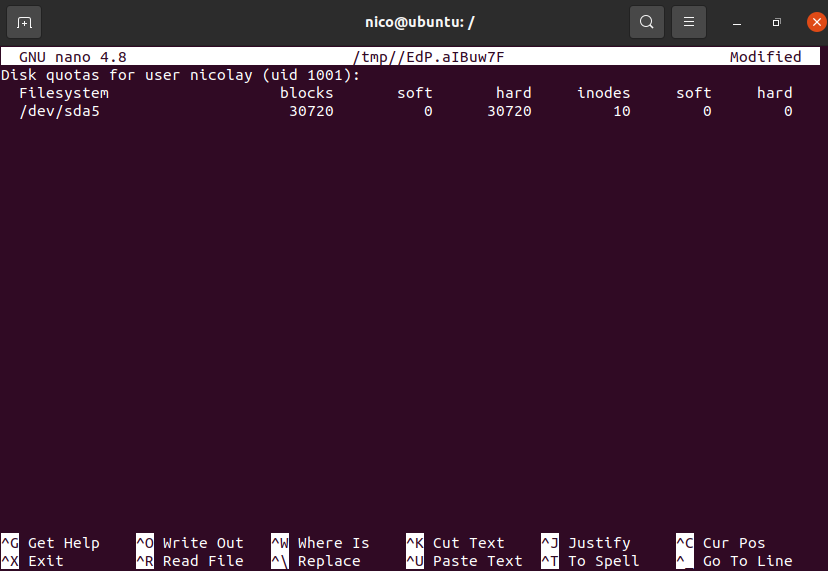 nico@ubuntu: /
GNU nano 4.8 /tmp//EdP.aIBuw7F Modified
Disk quotas for user nicolay (uid 1001):
Filesystem blocks soft hard inodes soft hard
/dev/sda5 30720 0 30720 10 0 0
^G Get Help ^O Write Out ^W Where Is ^K Cut Text ^J Justify ^C Cur Pos
^X Exit ^R Read File ^\ Replace ^U Paste Text ^T To Spell ^_ Go To Line